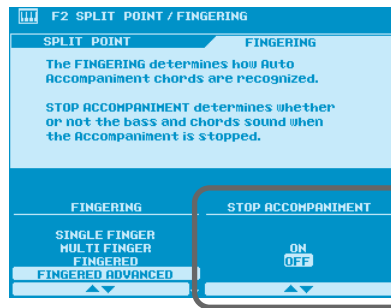 F2 SPLIT POINT / FINGERING
SPLIT POINT
FINGERING
The FINGERING determines how Auto
Accompaniment chords are recognized.
STOP ACCOMPANIMENT determines whether
or not the bass and chords sound when
the Accompaniment is stopped.
FINGERING
STOP ACCOMPANIMENT
SINGLE FINGER
MULTI FINGER
FINGERED
FINGERED ADVANCED
ON
OFF